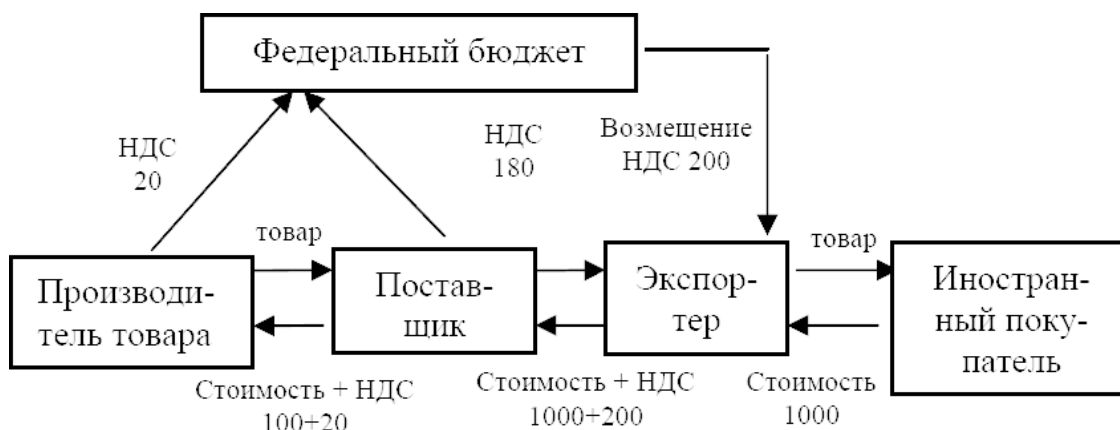 Федеральный бюджет
НДС
20
НДС
180
Возмещение
НДС 200
товар
товар
Производи-
тель товара
Постав-
щик
Экспор-
тер
Иностран-
ный поку-
патель
Стоимость + НДС
100+20
Стоимость + НДС
1000+200
Стоимость
1000